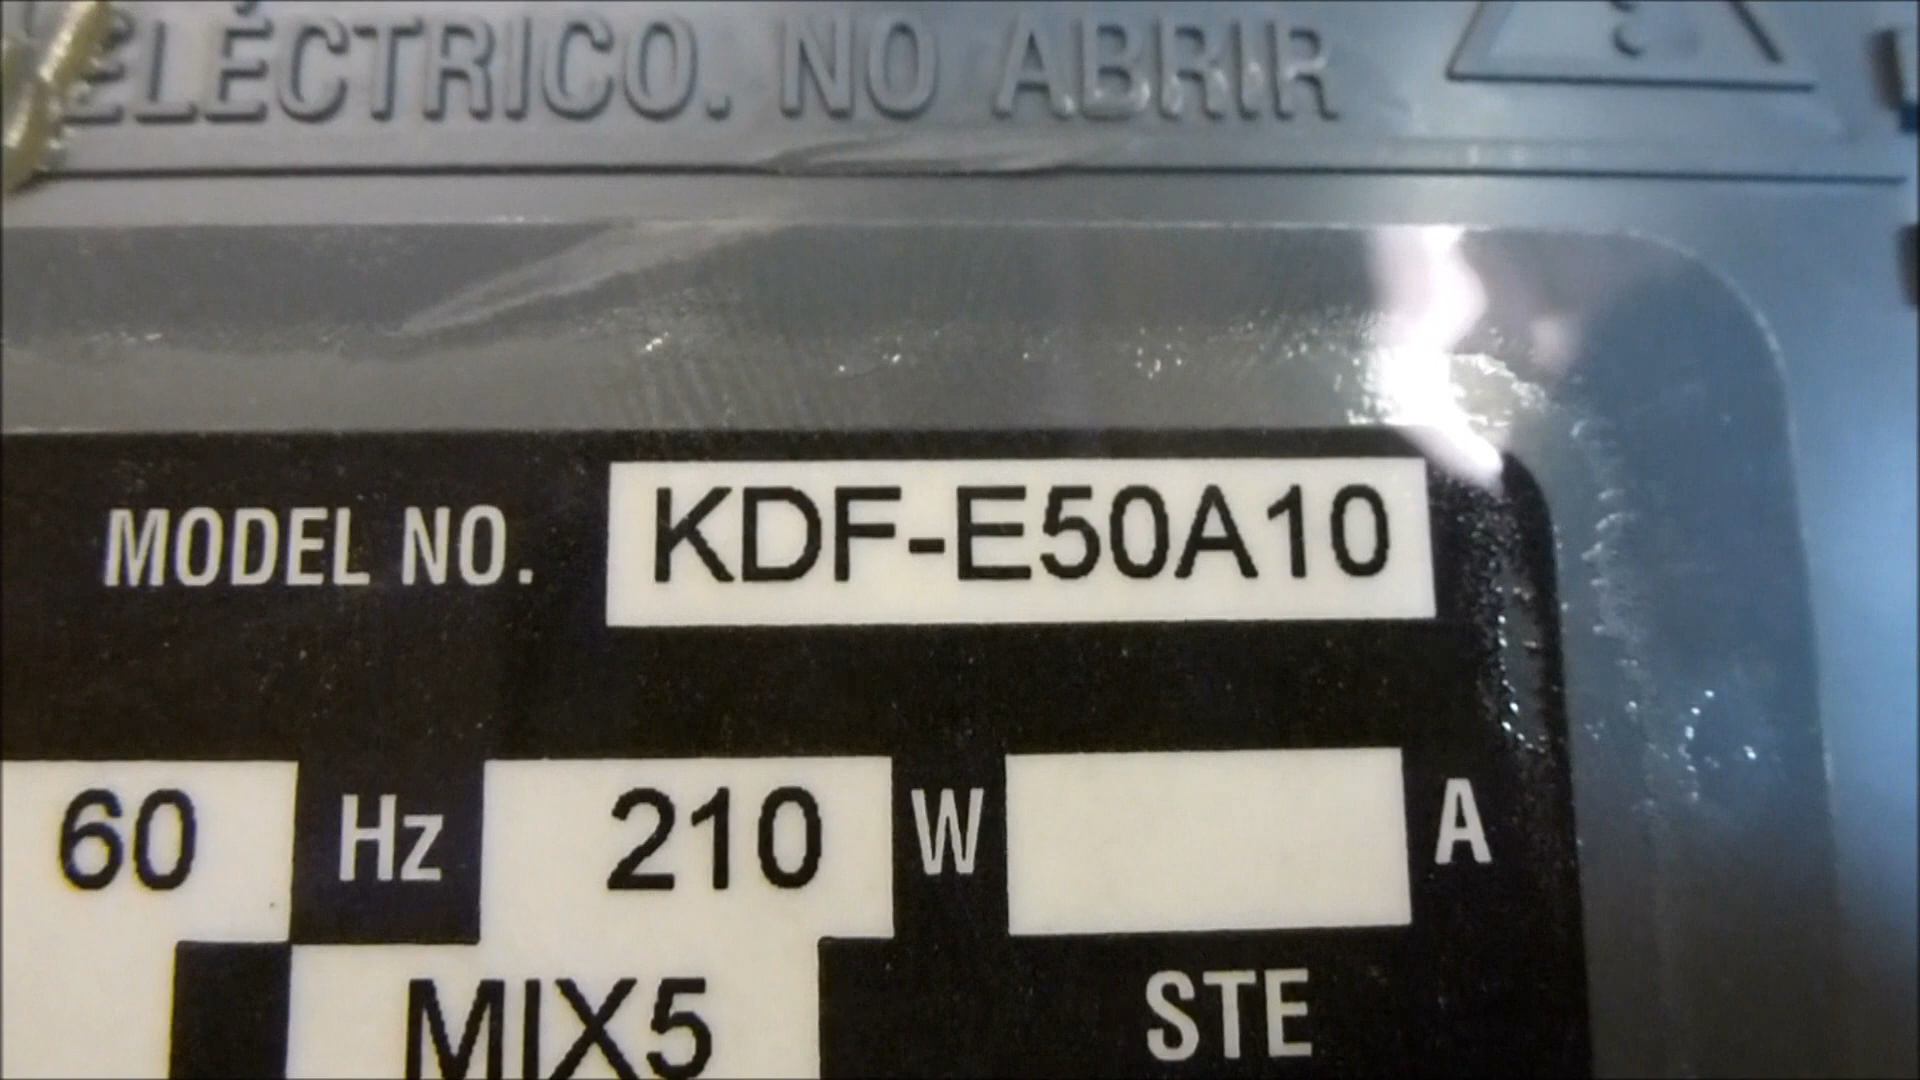 ELÉCTRICO. NO ABRIR
MODEL NO. KDF-E50A10
60 Hz 210 W A
MIX5 STE